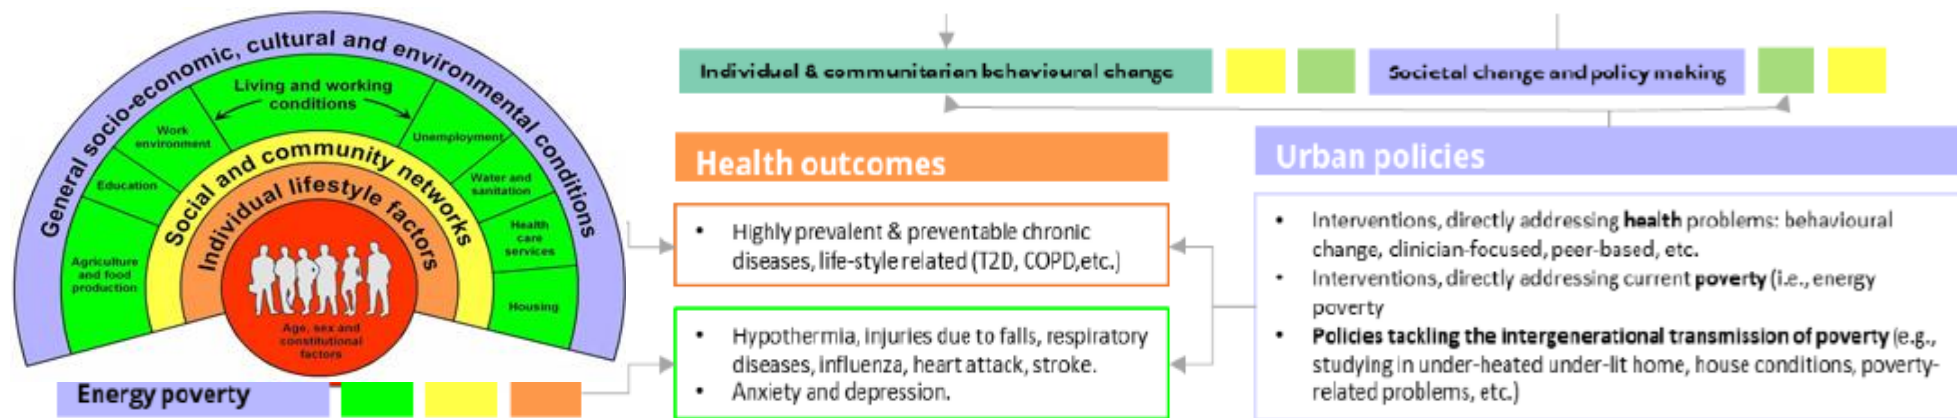 General socio-economic, cultural and environmental conditions
Living and working
conditions
Work
environment
Unemployment
Education
Water and
sanitation
Agriculture
and food
production
Health
care
services
Housing
Social and community networks
Individual lifestyle factors
Age, sex and
constitutional
factors
Energy poverty
Individual & communitarian behavioural change
Societal change and policy making
Health outcomes
• Highly prevalent & preventable chronic
diseases, life-style related (T2D, COPD,etc.)
• Hypothermia, injuries due to falls, respiratory
diseases, influenza, heart attack, stroke.
• Anxiety and depression.
Urban policies
• Interventions, directly addressing health problems: behavioural
change, clinician-focused, peer-based, etc.
• Interventions, directly addressing current poverty (i.e., energy
poverty
• Policies tackling the intergenerational transmission of poverty (e.g.,
studying in under-heated under-lit home, house conditions, poverty-
related problems, etc.)